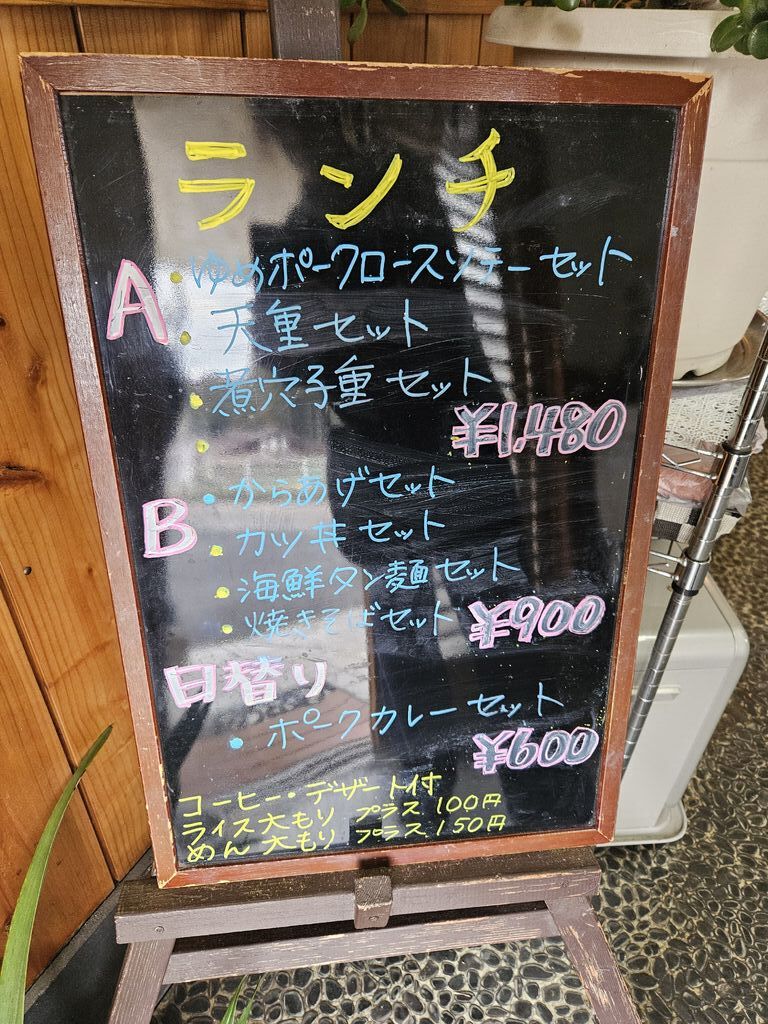 ランチ
A
・ゆめポークロースソテーセット
・天重セット
・煮穴子重セット
¥1,480
・
B
・からあげセット
・カツ丼セット
・海鮮タン麺セット
・焼きそばセット ¥900
日替り
・ポークカレーセット
¥600
コーヒー・デザート付
ライス大もり プラス100円
めん 大もり プラス150円